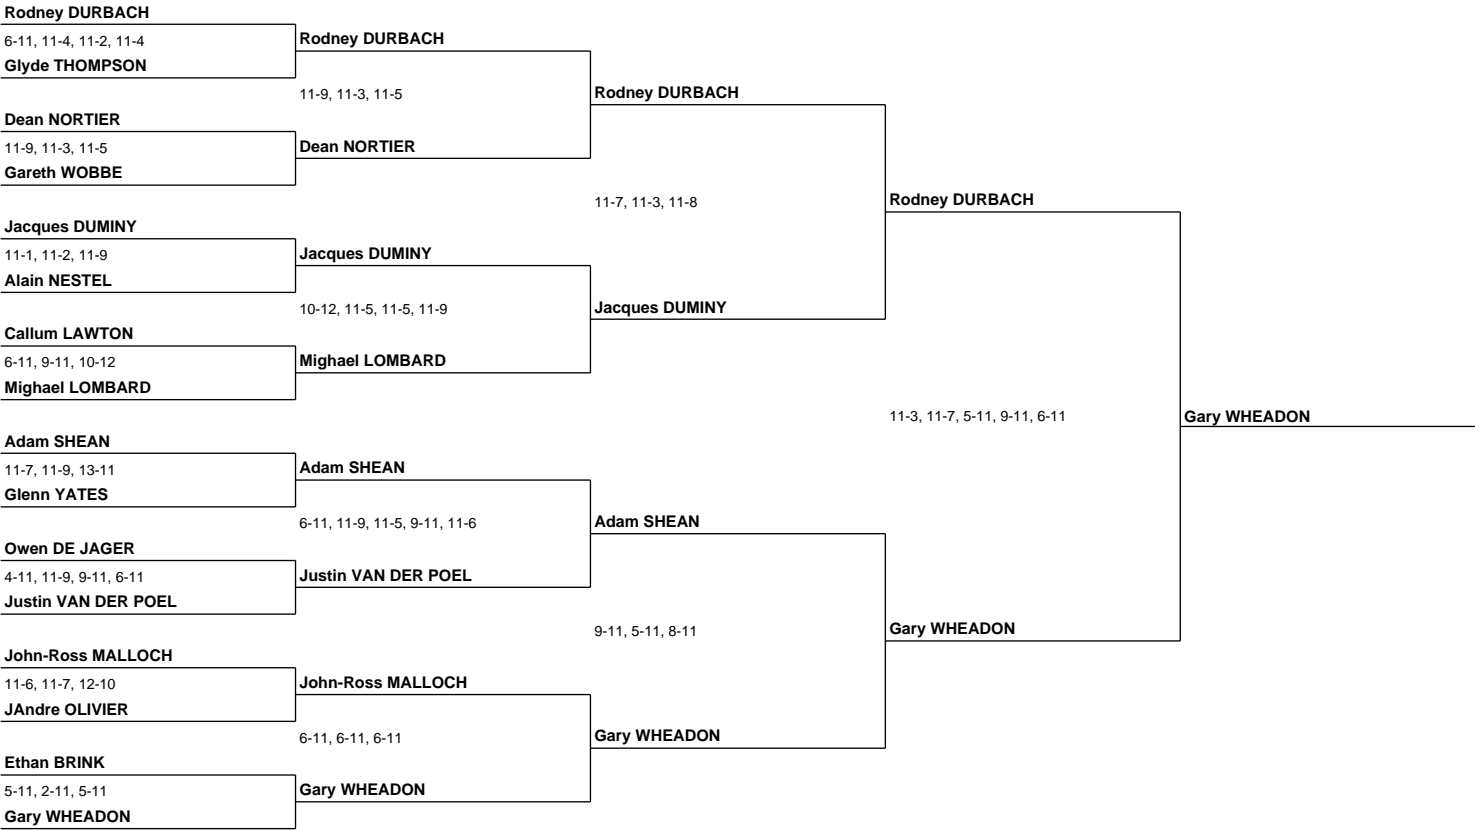 Rodney DURBACH
6-11, 11-4, 11-2, 11-4
Glyde THOMPSON
Dean NORTIER
11-9, 11-3, 11-5
Gareth WOBBE
Jacques DUMINY
11-1, 11-2, 11-9
Alain NESTEL
Callum LAWTON
6-11, 9-11, 10-12
Mighael LOMBARD
Adam SHEAN
11-7, 11-9, 13-11
Glenn YATES
Owen DE JAGER
4-11, 11-9, 9-11, 6-11
Justin VAN DER POEL
John-Ross MALLOCH
11-6, 11-7, 12-10
JAndre OLIVIER
Ethan BRINK
5-11, 2-11, 5-11
Gary WHEADON
Rodney DURBACH
11-9, 11-3, 11-5
Dean NORTIER
Jacques DUMINY
10-12, 11-5, 11-5, 11-9
Mighael LOMBARD
Adam SHEAN
6-11, 11-9, 11-5, 9-11, 11-6
Justin VAN DER POEL
John-Ross MALLOCH
6-11, 6-11, 6-11
Gary WHEADON
Rodney DURBACH
11-7, 11-3, 11-8
Jacques DUMINY
Adam SHEAN
9-11, 5-11, 8-11
Gary WHEADON
Rodney DURBACH
11-3, 11-7, 5-11, 9-11, 6-11
Gary WHEADON
Gary WHEADON